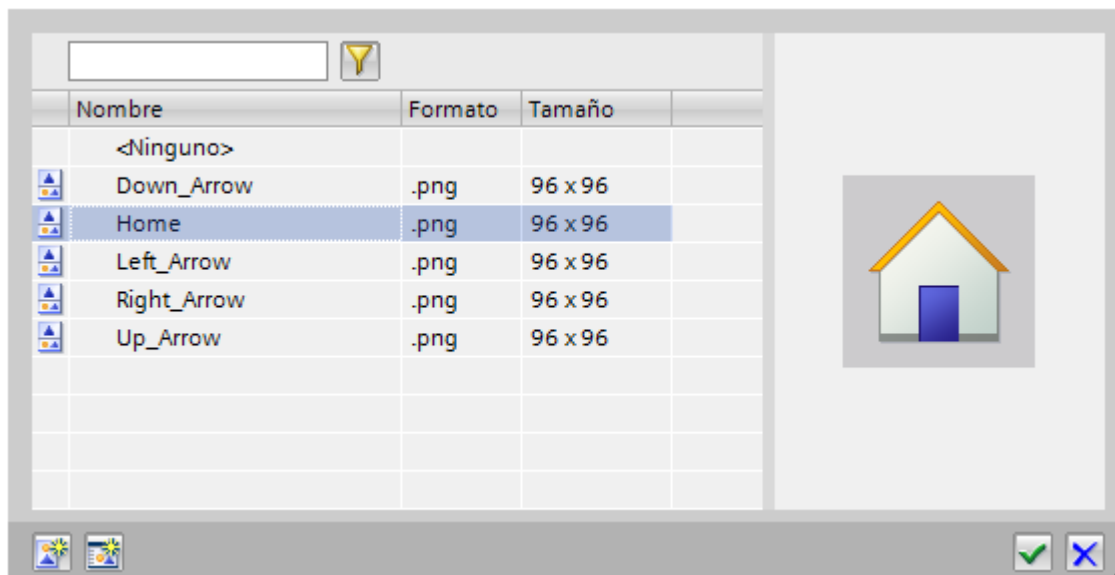 Nombre Formato Tamaño
<Ninguno>
Down_Arrow .png 96 x 96
Home .png 96 x 96
Left_Arrow .png 96 x 96
Right_Arrow .png 96 x 96
Up_Arrow .png 96 x 96